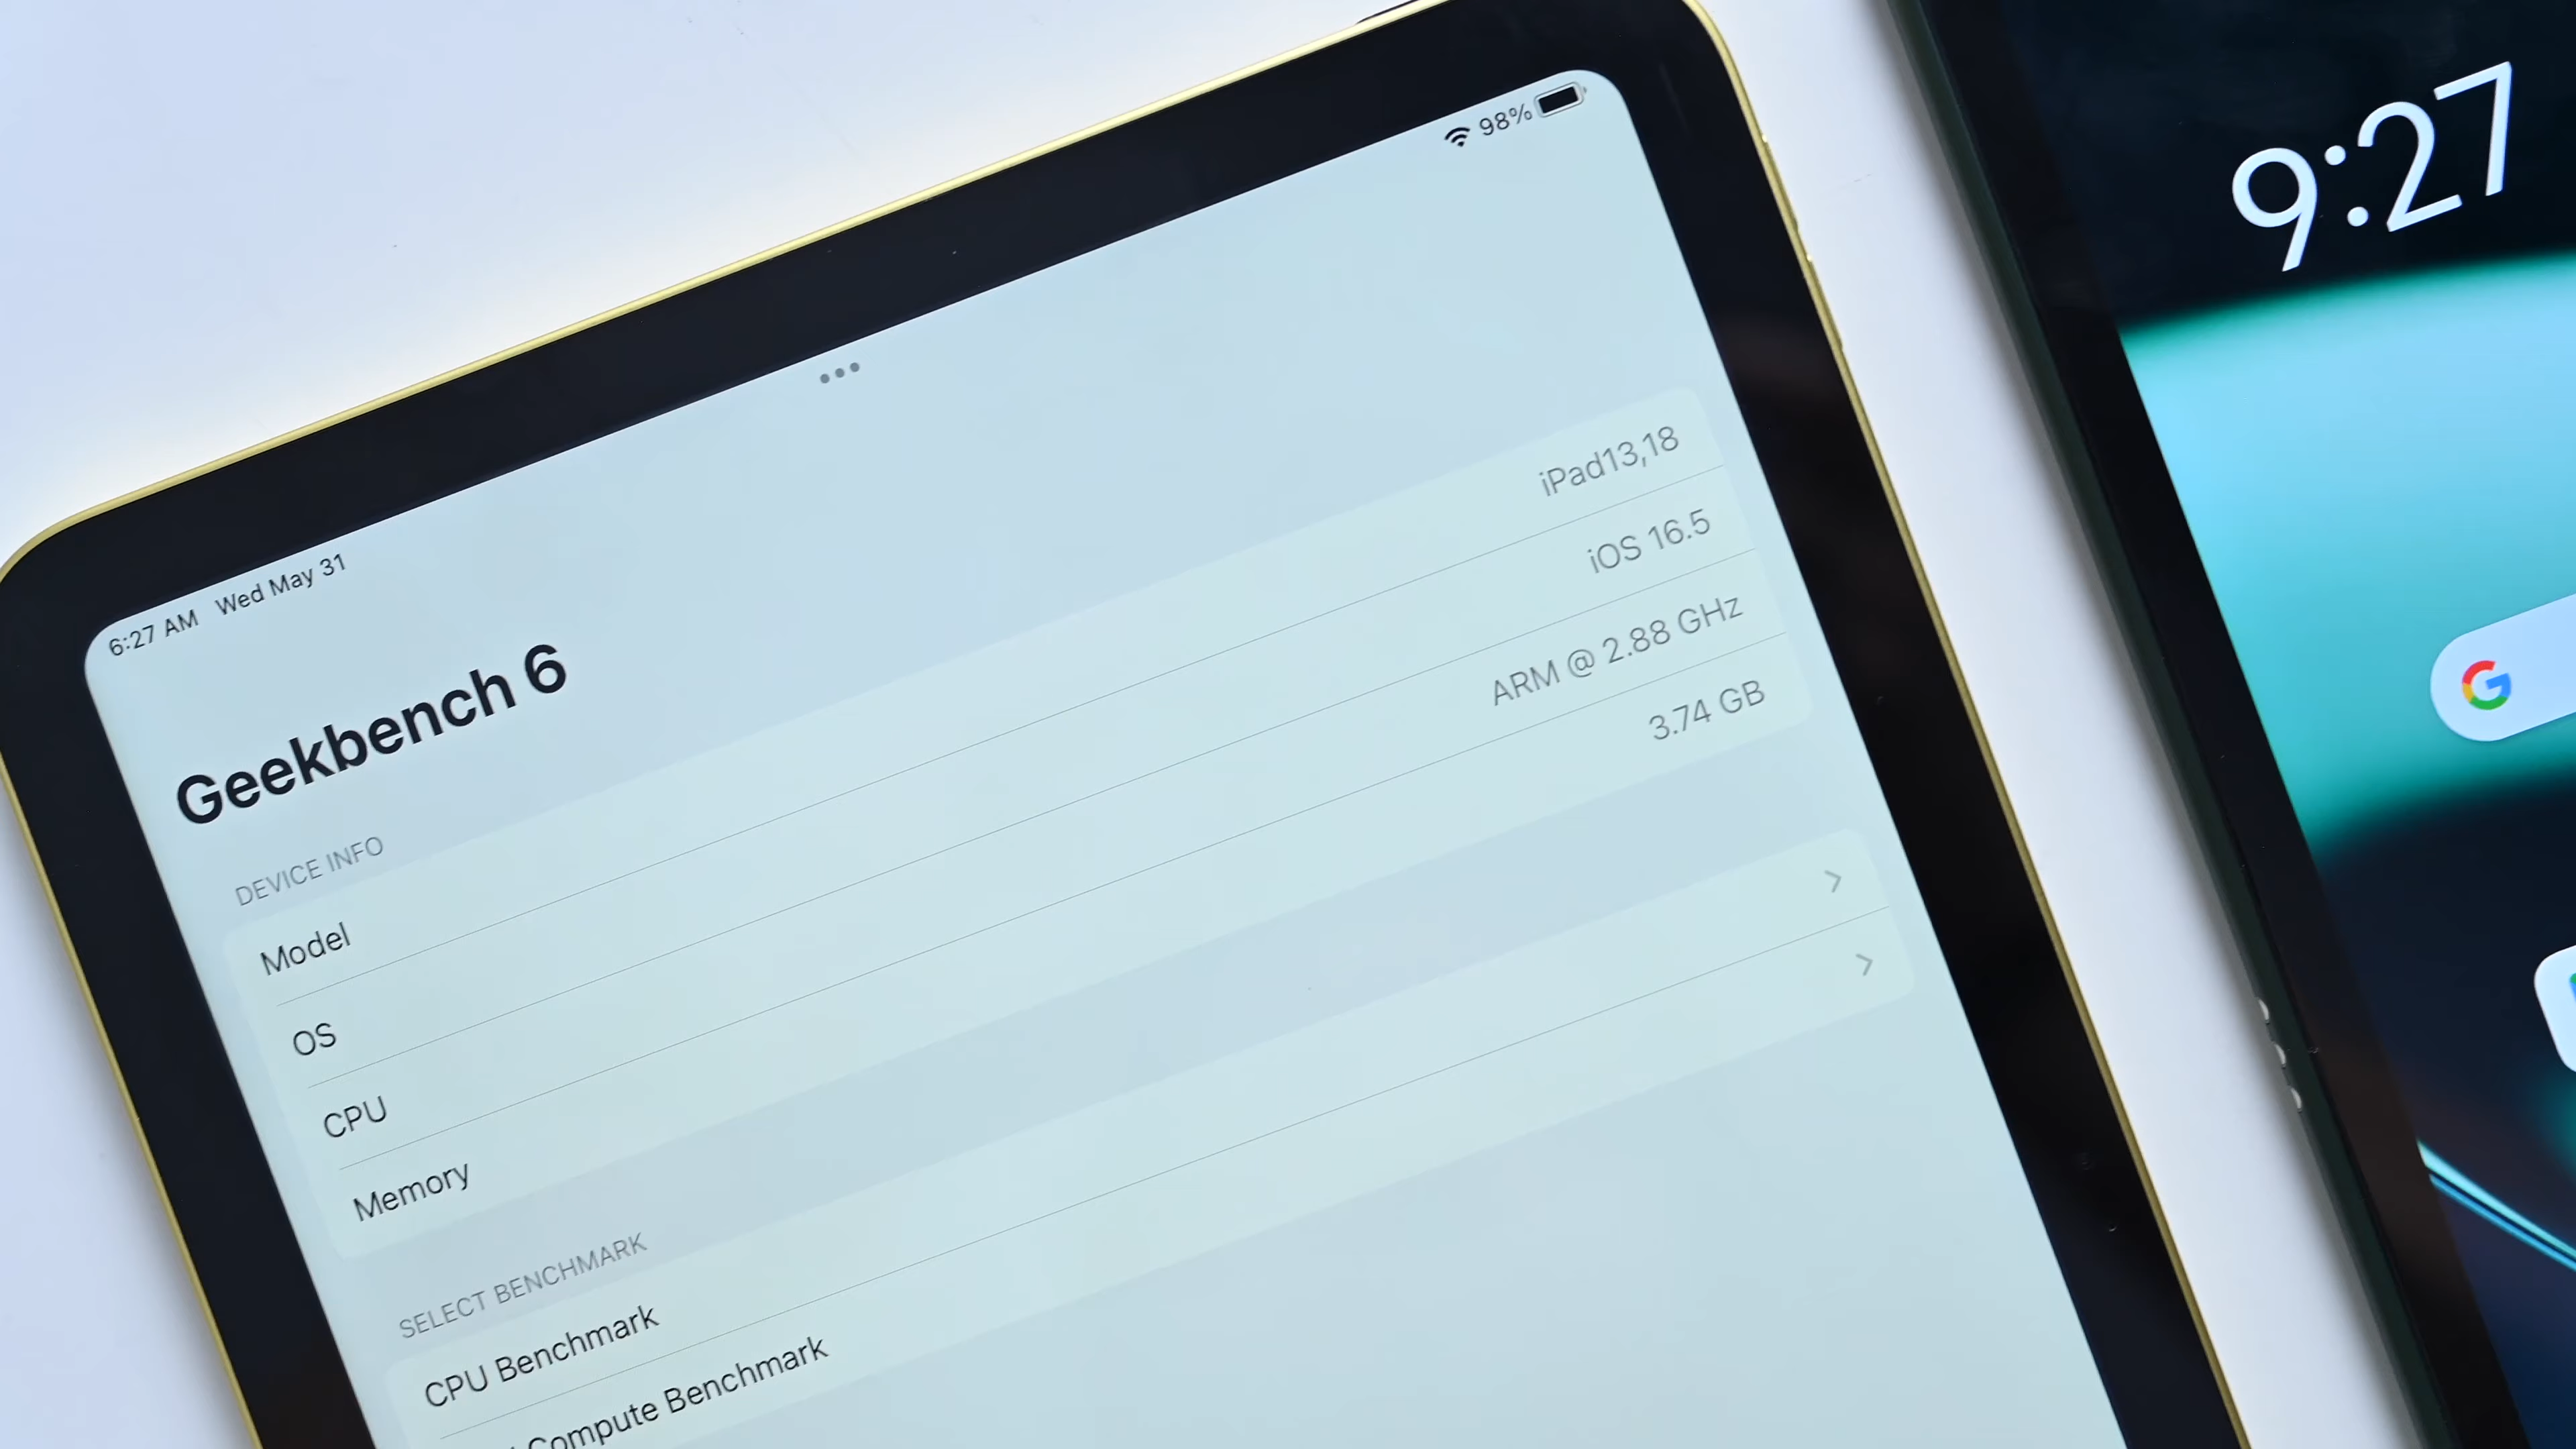 6:27 AM Wed May 31
98%
Geekbench 6
DEVICE INFO
Model iPad13,18
OS iOS 16.5
CPU ARM @ 2.88 GHz
Memory 3.74 GB
SELECT BENCHMARK
CPU Benchmark
Compute Benchmark
9:27
G